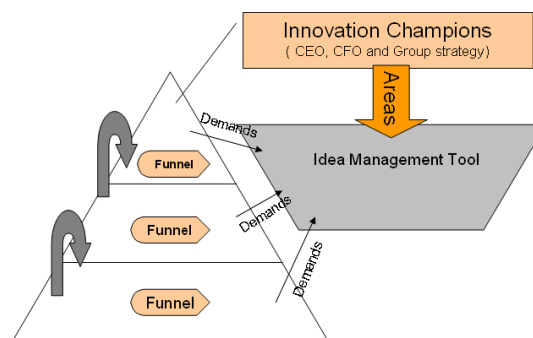 Innovation Champions
( CEO, CFO and Group strategy)
Areas
Demands
Idea Management Tool
Funnel
Demands
Funnel
Demands
Funnel